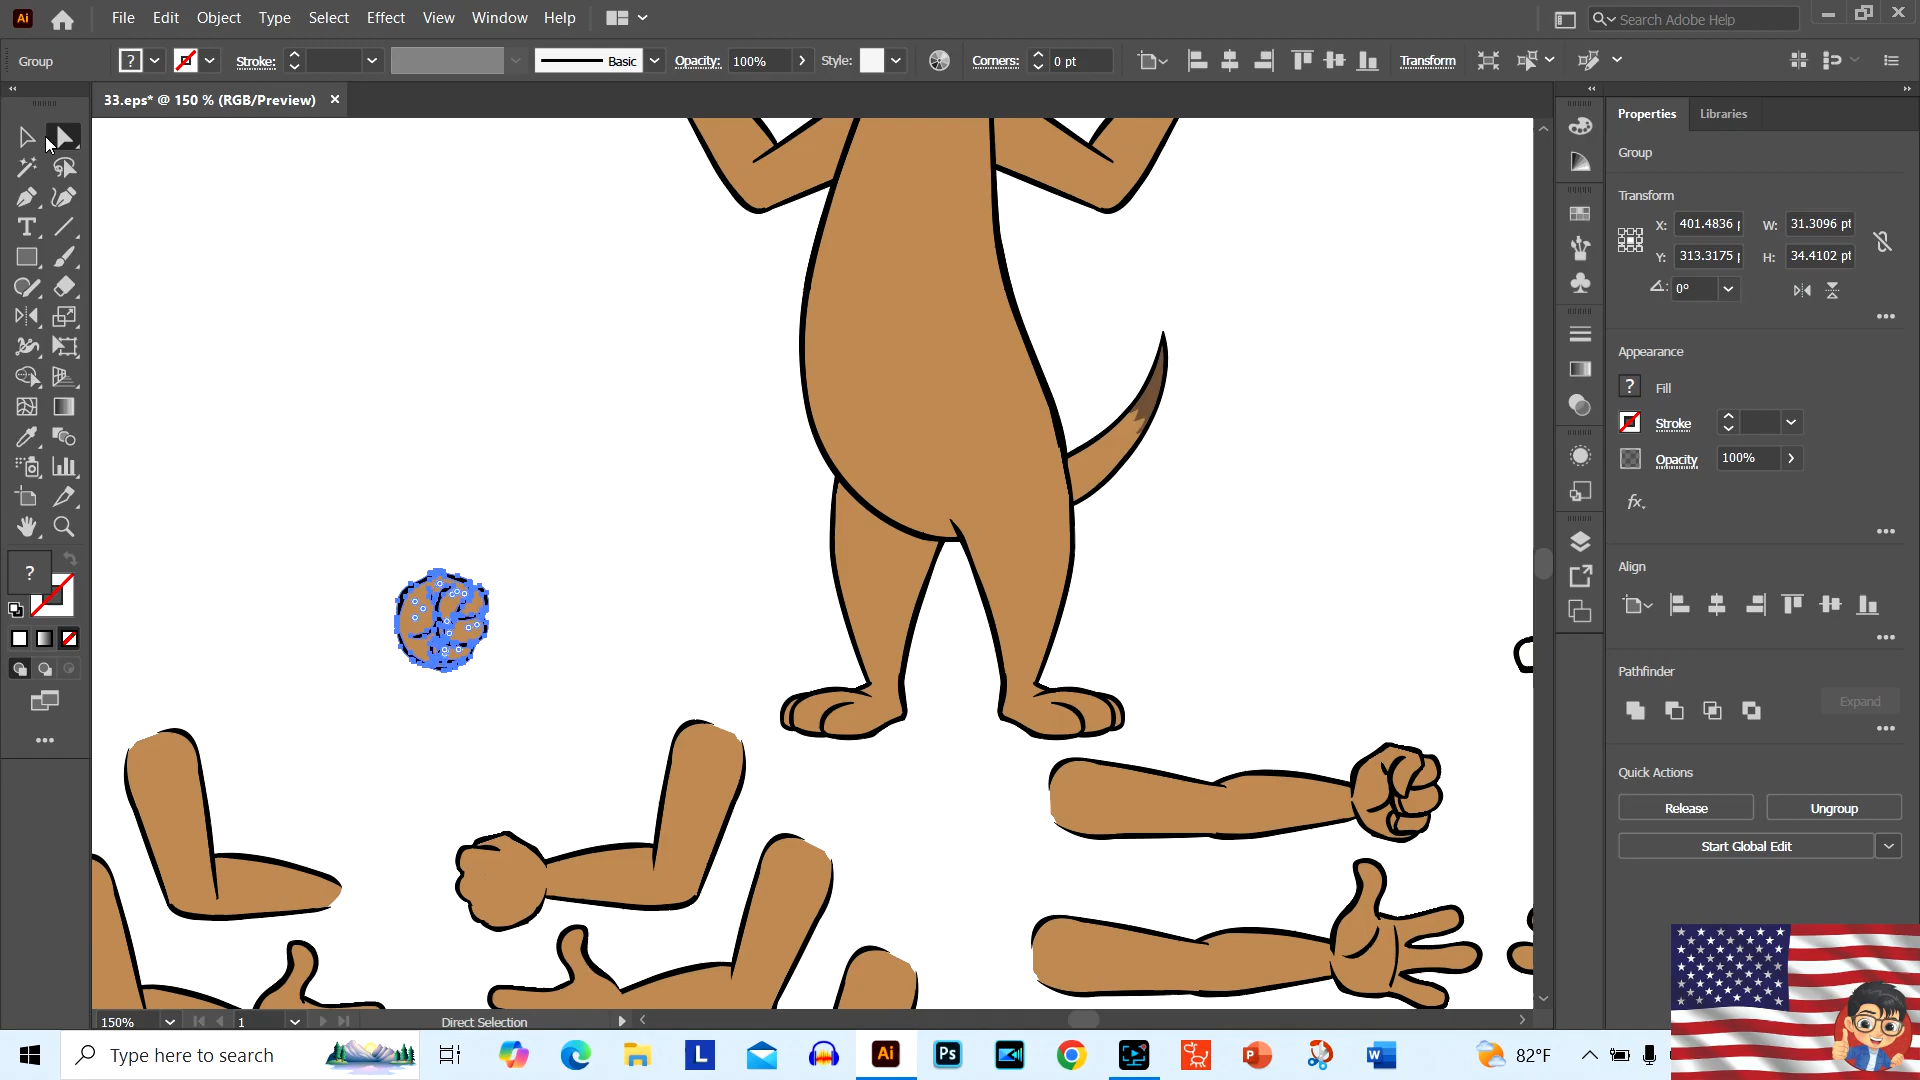 Ai File Edit Object Type Select Effect View Window Help Search Adobe Help
Group ? Stroke: Basic Opacity: 100% Style: Corners: 0 pt Transform
33.eps* @ 150 % (RGB/Preview) ×
Properties Libraries
Group
Transform
X: 401.4836 W: 31.3096 pt
Y: 313.3175 H: 34.4102 pt
0°
Appearance
? Fill
Stroke
Opacity 100%
fx
Align
?
Pathfinder
Expand
Quick Actions
Release Ungroup
Start Global Edit
150% 1 Direct Selection
Type here to search L Ai Ps P W 82°F